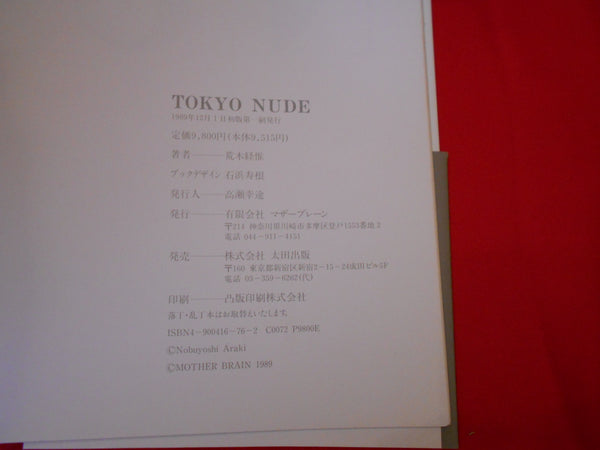 TOKYO NUDE
1989年12月1日初版第一刷発行
定価9,800円(本体9,515円)
著者――荒木経惟
ブックデザイン 石浜寿根
発行人――高瀬幸途
発行――有限会社 マザーブレーン
〒214 神奈川県川崎市多摩区登戸1553番地2
電話 044-911-4151
発売――株式会社 太田出版
〒160 東京都新宿区新宿2-15-24成田ビル5F
電話 03-359-6262(代)
印刷――凸版印刷株式会社
落丁・乱丁本はお取替えいたします。
ISBN4-900416-76-2 C0072 P9800E
©Nobuyoshi Araki
©MOTHER BRAIN 1989